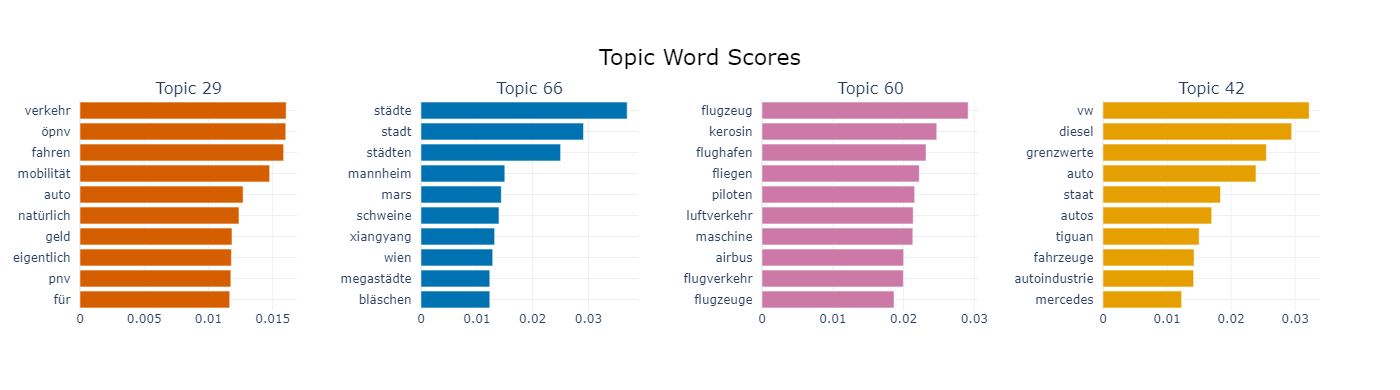 Topic Word Scores
Topic 29
verkehr
öpnv
fahren
mobilität
auto
natürlich
geld
eigentlich
pnv
für
0 0.005 0.01 0.015
Topic 66
städte
stadt
städten
mannheim
mars
schweine
xiangyang
wien
megastädte
bläschen
0 0.01 0.02 0.03
Topic 60
flugzeug
kerosin
flughafen
fliegen
piloten
luftverkehr
maschine
airbus
flugverkehr
flugzeuge
0 0.01 0.02 0.03
Topic 42
vw
diesel
grenzwerte
auto
staat
autos
tiguan
fahrzeuge
autoindustrie
mercedes
0 0.01 0.02 0.03